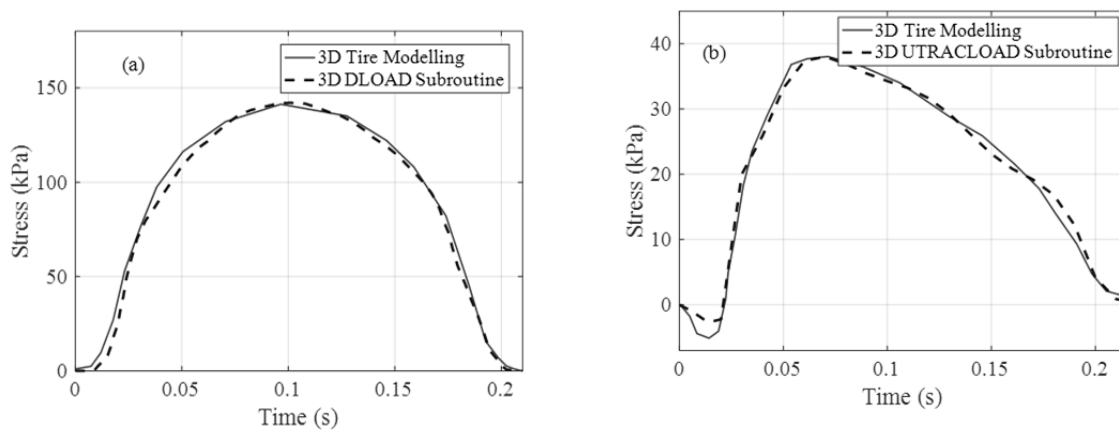 (a)
3D Tire Modelling
3D DLOAD Subroutine
150
100
50
0
Stress (kPa)
0
0.05
0.1
0.15
0.2
Time (s)
(b)
3D Tire Modelling
3D UTRACLOAD Subroutine
40
30
20
10
0
Stress (kPa)
0
0.05
0.1
0.15
0.2
Time (s)